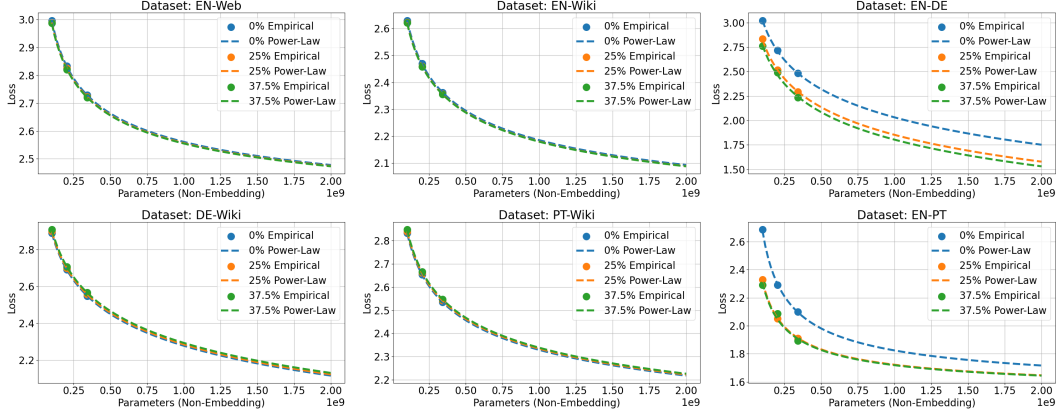 Dataset: EN-Web
Loss
3.0
2.9
2.8
2.7
2.6
2.5
0% Empirical
0% Power-Law
25% Empirical
25% Power-Law
37.5% Empirical
37.5% Power-Law
0.25 0.50 0.75 1.00 1.25 1.50 1.75 2.00
Parameters (Non-Embedding)
1e9
Dataset: EN-Wiki
Loss
2.6
2.5
2.4
2.3
2.2
2.1
0% Empirical
0% Power-Law
25% Empirical
25% Power-Law
37.5% Empirical
37.5% Power-Law
0.25 0.50 0.75 1.00 1.25 1.50 1.75 2.00
Parameters (Non-Embedding)
1e9
Dataset: EN-DE
Loss
3.00
2.75
2.50
2.25
2.00
1.75
1.50
0% Empirical
0% Power-Law
25% Empirical
25% Power-Law
37.5% Empirical
37.5% Power-Law
0.25 0.50 0.75 1.00 1.25 1.50 1.75 2.00
Parameters (Non-Embedding)
1e9
Dataset: DE-Wiki
Loss
2.8
2.6
2.4
2.2
0% Empirical
0% Power-Law
25% Empirical
25% Power-Law
37.5% Empirical
37.5% Power-Law
0.25 0.50 0.75 1.00 1.25 1.50 1.75 2.00
Parameters (Non-Embedding)
1e9
Dataset: PT-Wiki
Loss
2.8
2.7
2.6
2.5
2.4
2.3
2.2
0% Empirical
0% Power-Law
25% Empirical
25% Power-Law
37.5% Empirical
37.5% Power-Law
0.25 0.50 0.75 1.00 1.25 1.50 1.75 2.00
Parameters (Non-Embedding)
1e9
Dataset: EN-PT
Loss
2.6
2.4
2.2
2.0
1.8
1.6
0% Empirical
0% Power-Law
25% Empirical
25% Power-Law
37.5% Empirical
37.5% Power-Law
0.25 0.50 0.75 1.00 1.25 1.50 1.75 2.00
Parameters (Non-Embedding)
1e9